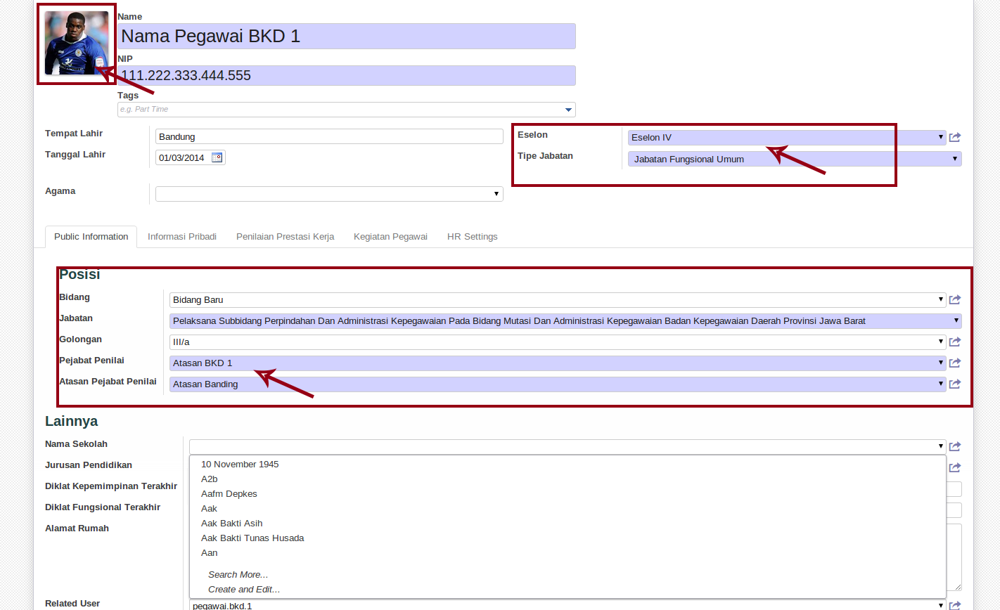 Name
Nama Pegawai BKD 1
NIP
111.222.333.444.555
Tags
e.g. Part Time
Tempat Lahir Bandung
Eselon Eselon IV
Tanggal Lahir 01/03/2014
Tipe Jabatan Jabatan Fungsional Umum
Agama
Public Information Informasi Pribadi Penilaian Prestasi Kerja Kegiatan Pegawai HR Settings
Posisi
Bidang Bidang Baru
Jabatan Pelaksana Subbidang Perpindahan Dan Administrasi Kepegawaian Pada Bidang Mutasi Dan Administrasi Kepegawaian Badan Kepegawaian Daerah Provinsi Jawa Barat
Golongan III/a
Pejabat Penilai Atasan BKD 1
Atasan Pejabat Penilai Atasan Banding
Lainnya
Nama Sekolah
Jurusan Pendidikan 10 November 1945
A2b
Diklat Kepemimpinan Terakhir Aafm Depkes
Diklat Fungsional Terakhir Aak
Alamat Rumah Aak Bakti Asih
Aak Bakti Tunas Husada
Aan
Search More...
Create and Edit...
Related User pegawai.bkd.1